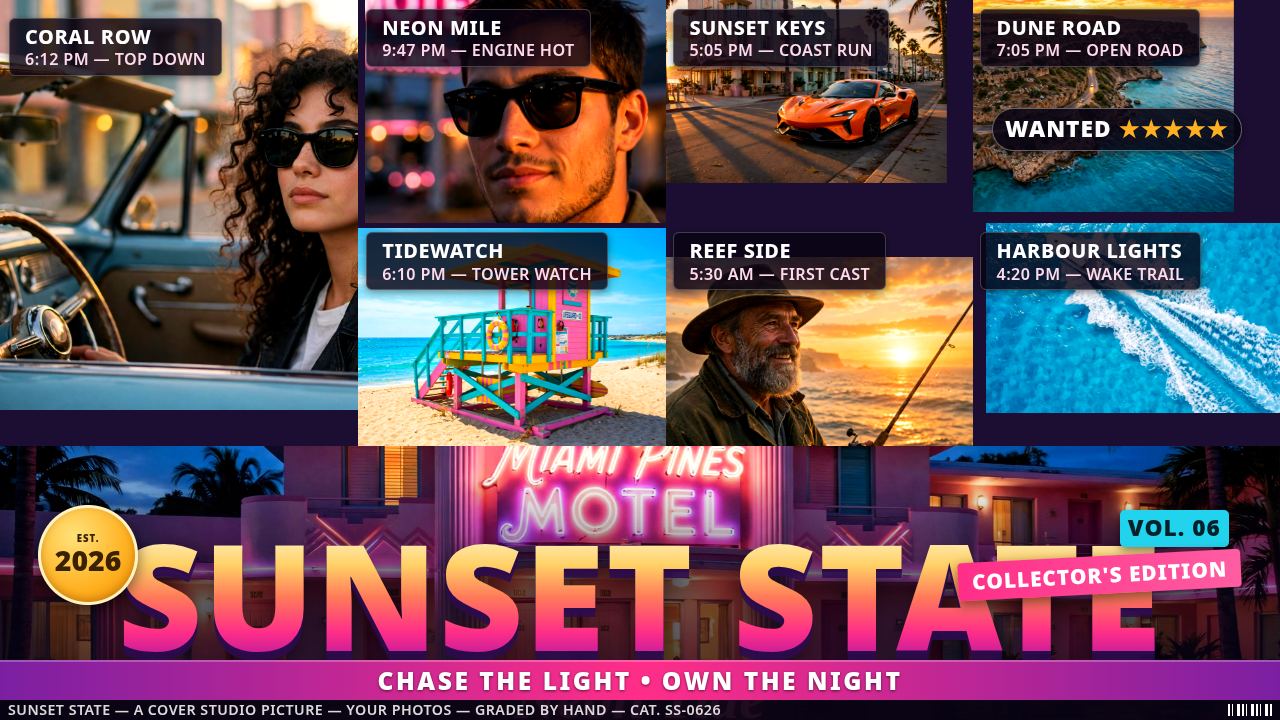 CORAL ROW
6:12 PM — TOP DOWN
NEON MILE
9:47 PM — ENGINE HOT
SUNSET KEYS
5:05 PM — COAST RUN
DUNE ROAD
7:05 PM — OPEN ROAD
WANTED ★★★★★
TIDEWATCH
6:10 PM — TOWER WATCH
REEF SIDE
5:30 AM — FIRST CAST
HARBOUR LIGHTS
4:20 PM — WAKE TRAIL
MIAMI PINES
MOTEL
EST.
2026
VOL. 06
SUNSET STATE
COLLECTOR'S EDITION
CHASE THE LIGHT • OWN THE NIGHT
SUNSET STATE — A COVER STUDIO PICTURE — YOUR PHOTOS — GRADED BY HAND — CAT. SS-0626